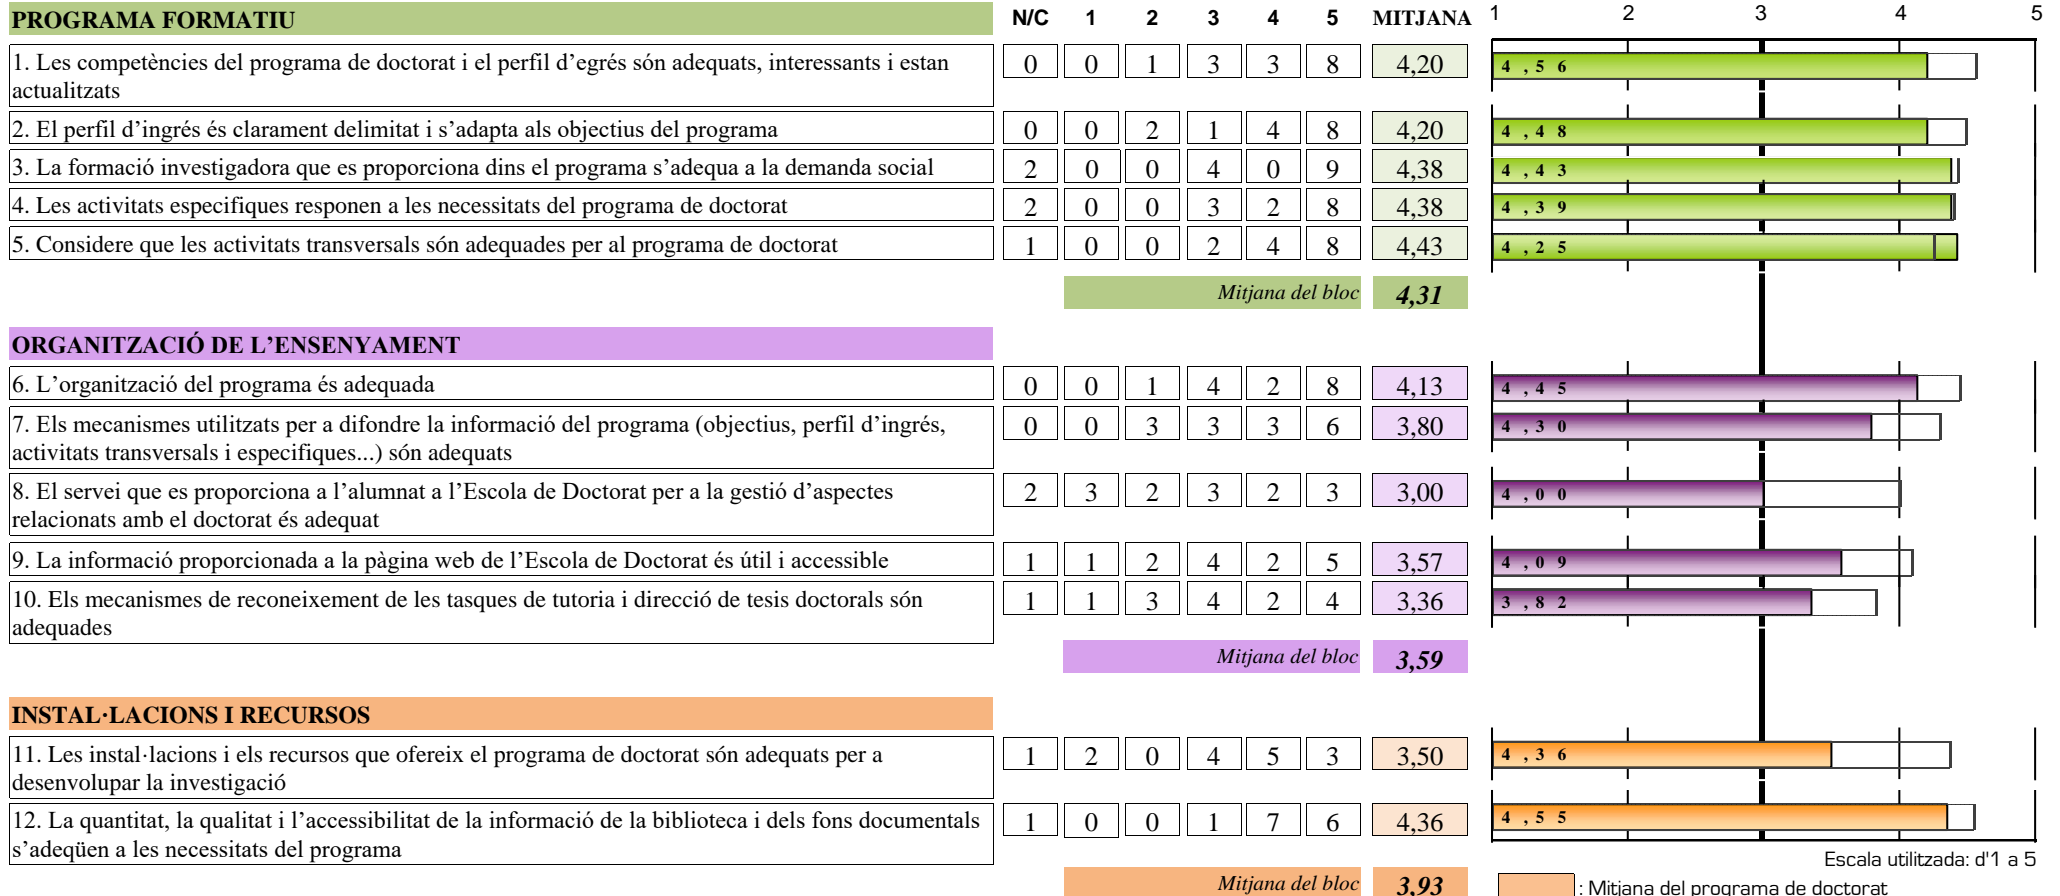 PROGRAMA FORMATIU N/C 1 2 3 4 5 MITJANA 1 2 3 4 5
1. Les competències del programa de doctorat i el perfil d’egrés són adequats, interessants i estan 0 0 1 3 3 8 4,20 4,56
actualitzats
2. El perfil d’ingrés és clarament delimitat i s’adapta als objectius del programa 0 0 2 1 4 8 4,20 4,48
3. La formació investigadora que es proporciona dins el programa s’adequa a la demanda social 2 0 0 4 0 9 4,38 4,43
4. Les activitats especifiques responen a les necessitats del programa de doctorat 2 0 0 3 2 8 4,38 4,39
5. Considere que les activitats transversals són adequades per al programa de doctorat 1 0 0 2 4 8 4,43 4,25
Mitjana del bloc 4,31
ORGANITZACIÓ DE L’ENSENYAMENT
6. L’organització del programa és adequada 0 0 1 4 2 8 4,13 4,45
7. Els mecanismes utilitzats per a difondre la informació del programa (objectius, perfil d’ingrés, 0 0 3 3 3 6 3,80 4,30
activitats transversals i especifiques...) són adequats
8. El servei que es proporciona a l’alumnat a l’Escola de Doctorat per a la gestió d’aspectes 2 3 2 3 2 3 3,00 4,00
relacionats amb el doctorat és adequat
9. La informació proporcionada a la pàgina web de l’Escola de Doctorat és útil i accessible 1 1 2 4 2 5 3,57 4,09
10. Els mecanismes de reconeixement de les tasques de tutoria i direcció de tesis doctorals són 1 1 3 4 2 4 3,36 3,82
adequades
Mitjana del bloc 3,59
INSTAL·LACIONS I RECURSOS
11. Les instal·lacions i els recursos que ofereix el programa de doctorat són adequats per a 1 2 0 4 5 3 3,50 4,36
desenvolupar la investigació
12. La quantitat, la qualitat i l’accessibilitat de la informació de la biblioteca i dels fons documentals 1 0 0 1 7 6 4,36 4,55
s’adeqüen a les necessitats del programa
Escala utilitzada: d'1 a 5
Mitjana del bloc 3,93 : Mitjana del programa de doctorat